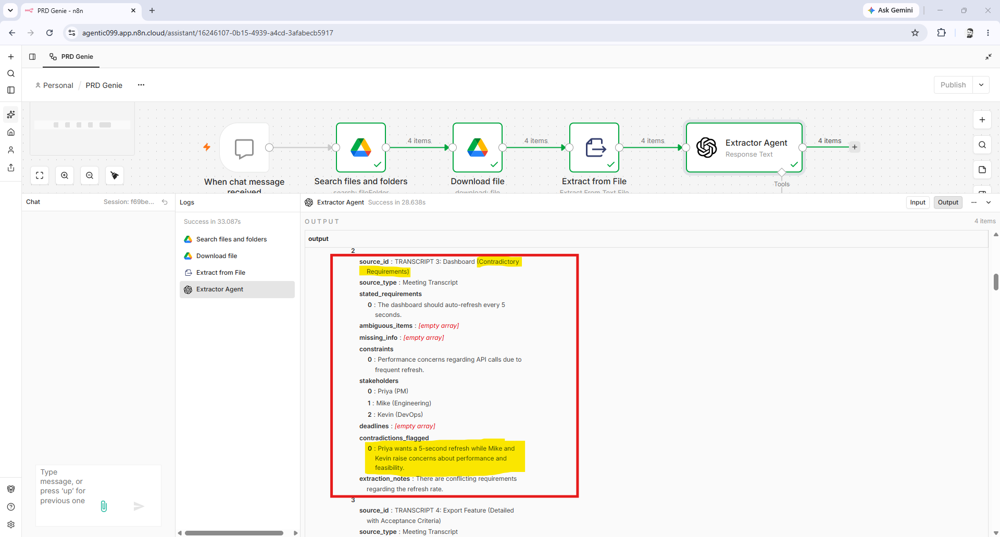 PRD Genie - n8n
Ask Gemini
agentic099.app.n8n.cloud/assistant/16246107-0b15-4939-a4cd-3afabecb5917
PRD Genie
Personal / PRD Genie
Publish
4 items
4 items
4 items
4 items
Extractor Agent
Response Text
When chat message
received
Search files and folders
search: fileFolder
Download file
download: file
Extract from File
Extract From Text File
Tools
Chat
Session: f69be...
Logs
Extractor Agent Success in 28.638s
Input
Output
Success in 33.087s
Search files and folders
Download file
Extract from File
Extractor Agent
OUTPUT
4 items
output
2
source_id : TRANSCRIPT 3: Dashboard (Contradictory
Requirements)
source_type : Meeting Transcript
stated_requirements
0 : The dashboard should auto-refresh every 5
seconds.
ambiguous_items : [empty array]
missing_info : [empty array]
constraints
0 : Performance concerns regarding API calls due to
frequent refresh.
stakeholders
0 : Priya (PM)
1 : Mike (Engineering)
2 : Kevin (DevOps)
deadlines : [empty array]
contradictions_flagged
0 : Priya wants a 5-second refresh while Mike and
Kevin raise concerns about performance and
feasibility.
extraction_notes : There are conflicting requirements
regarding the refresh rate.
3
source_id : TRANSCRIPT 4: Export Feature (Detailed
with Acceptance Criteria)
source_type : Meeting Transcript
Type
message, or
press ‘up’ for
previous one